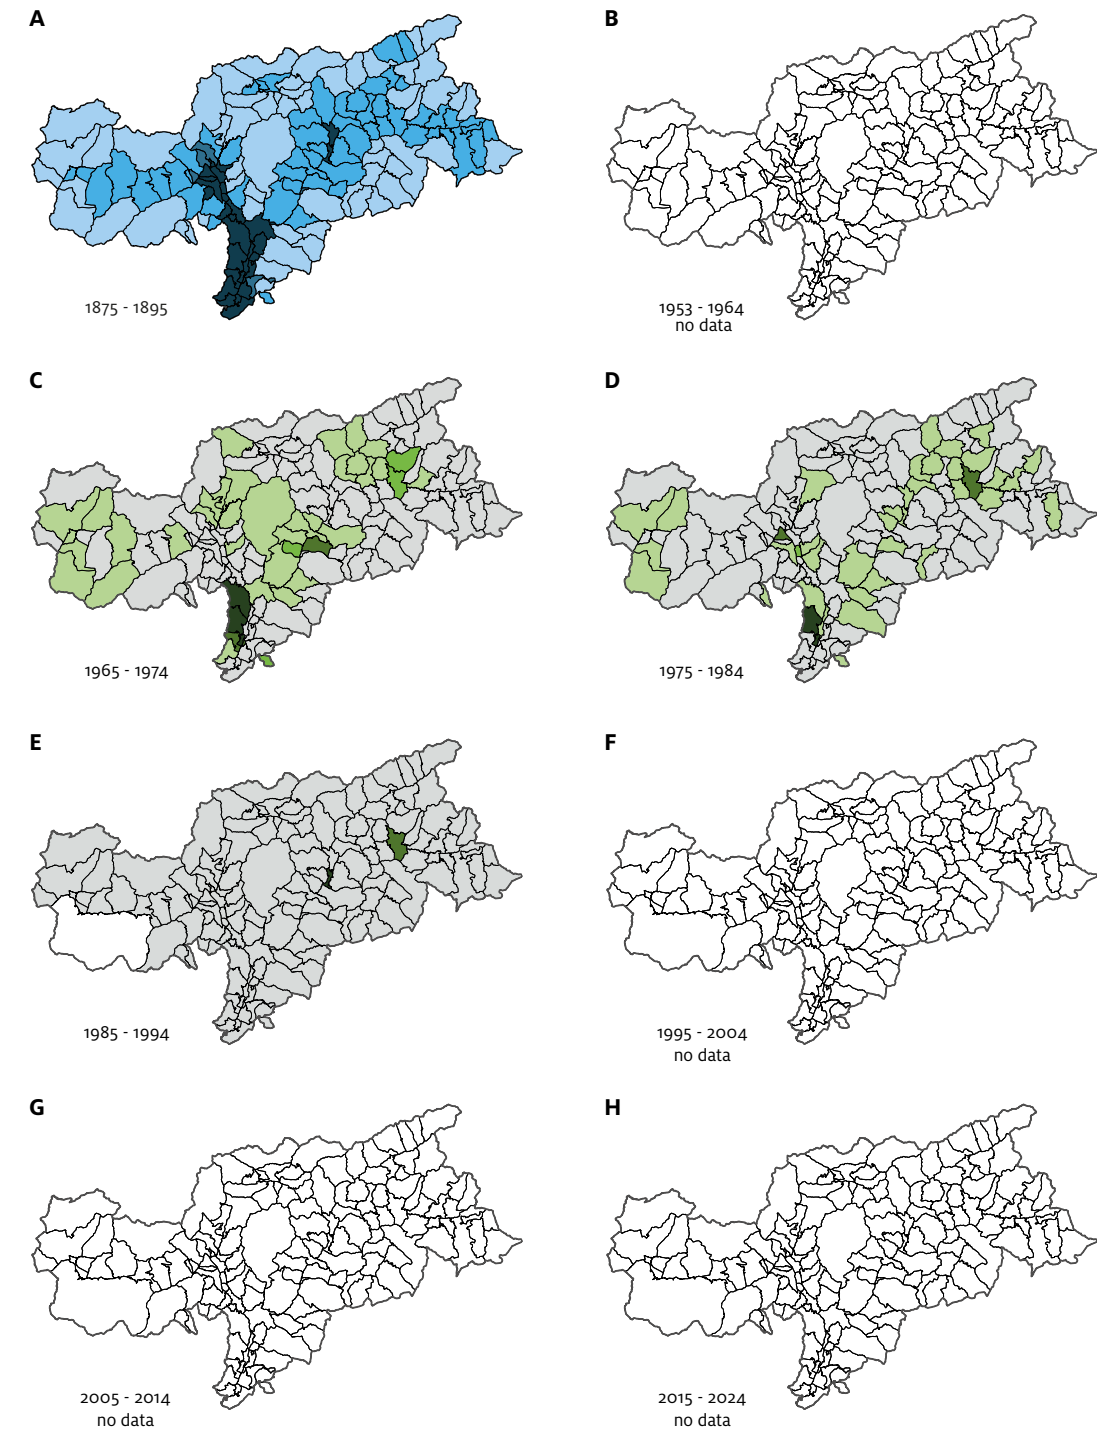 A
B
1875 - 1895
1953 - 1964
no data
C
D
1965 - 1974
1975 - 1984
E
F
1985 - 1994
1995 - 2004
no data
G
H
2005 - 2014
no data
2015 - 2024
no data